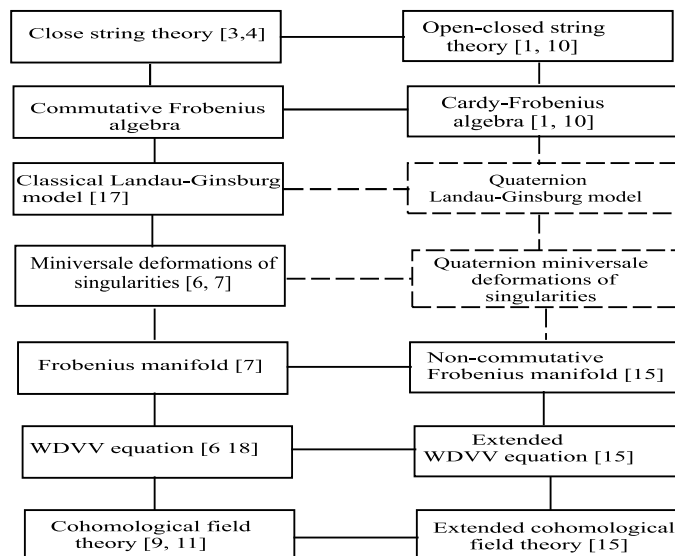 Close string theory [3,4]
Open-closed string
theory [1, 10]
Commutative Frobenius
algebra
Cardy-Frobenius
algebra [1, 10]
Classical Landau-Ginsburg
model [17]
Quaternion
Landau-Ginsburg model
Miniversale deformations of
singularities [6, 7]
Quaternion miniversale
deformations of
singularities
Frobenius manifold [7]
Non-commutative
Frobenius manifold [15]
WDVV equation [6 18]
Extended
WDVV equation [15]
Cohomological field
theory [9, 11]
Extended cohomological
field theory [15]